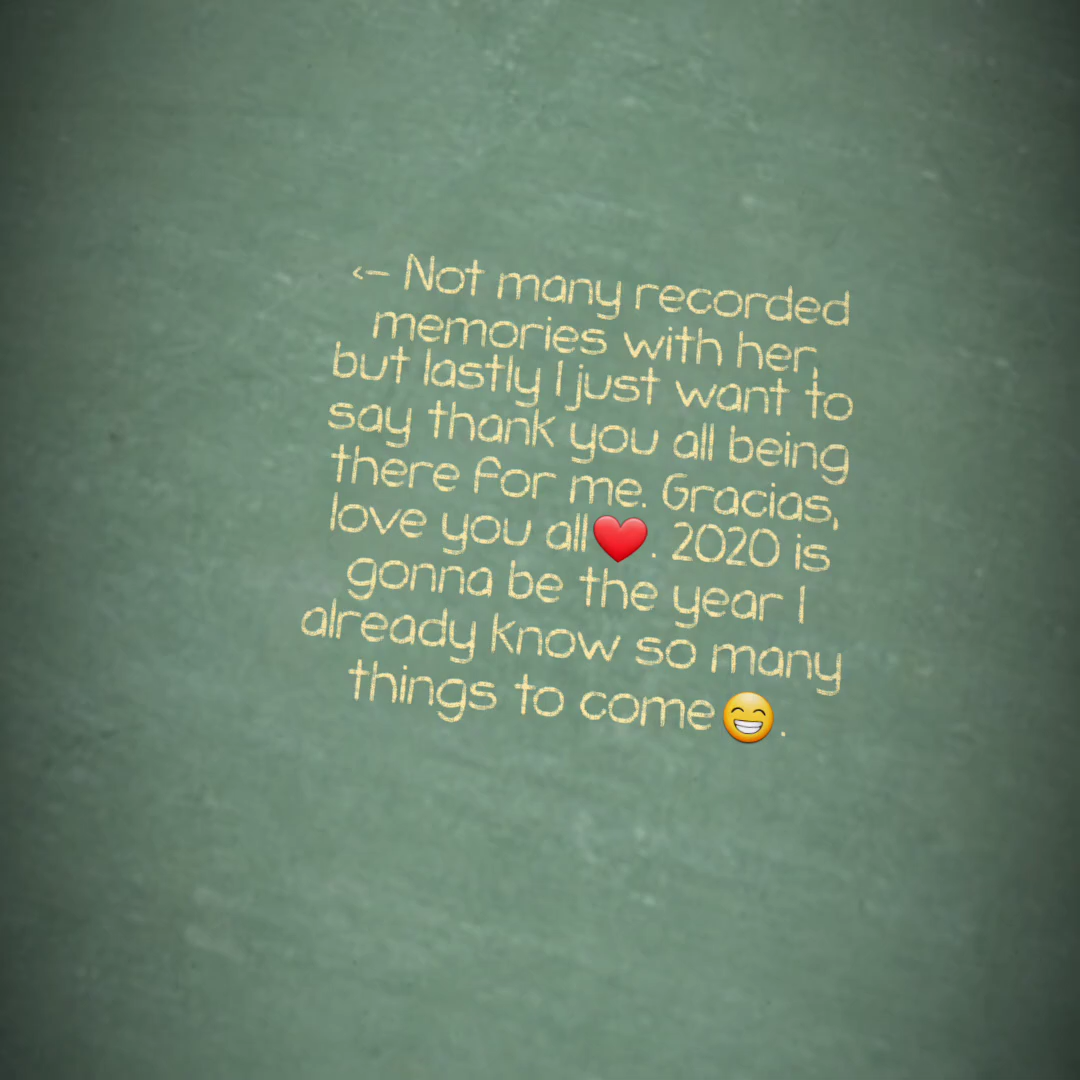 <- Not many recorded
memories with her,
but lastly I just want to
say thank you all being
there for me. Gracias,
love you all❤️. 2020 is
gonna be the year I
already know so many
things to come😁.